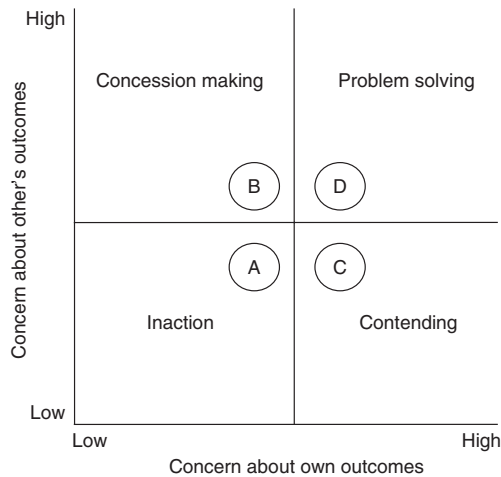 High
Concern about other's outcomes
Concession making
Problem solving
B
D
A
C
Inaction
Contending
Low
Low
High
Concern about own outcomes